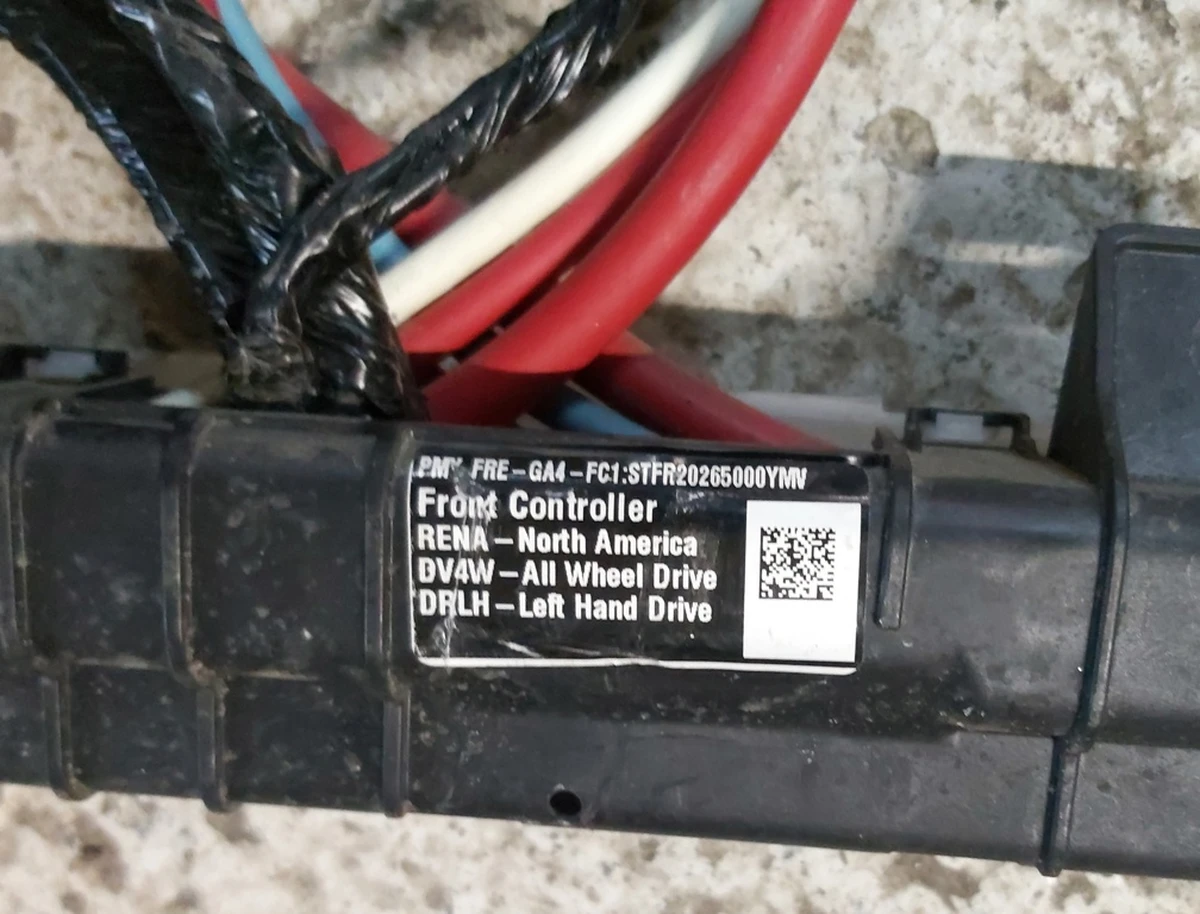 FRE-GA4-FC1:STFR20265000YMV
Front Controller
RENA-North America
DV4W-All Wheel Drive
DRLH-Left Hand Drive